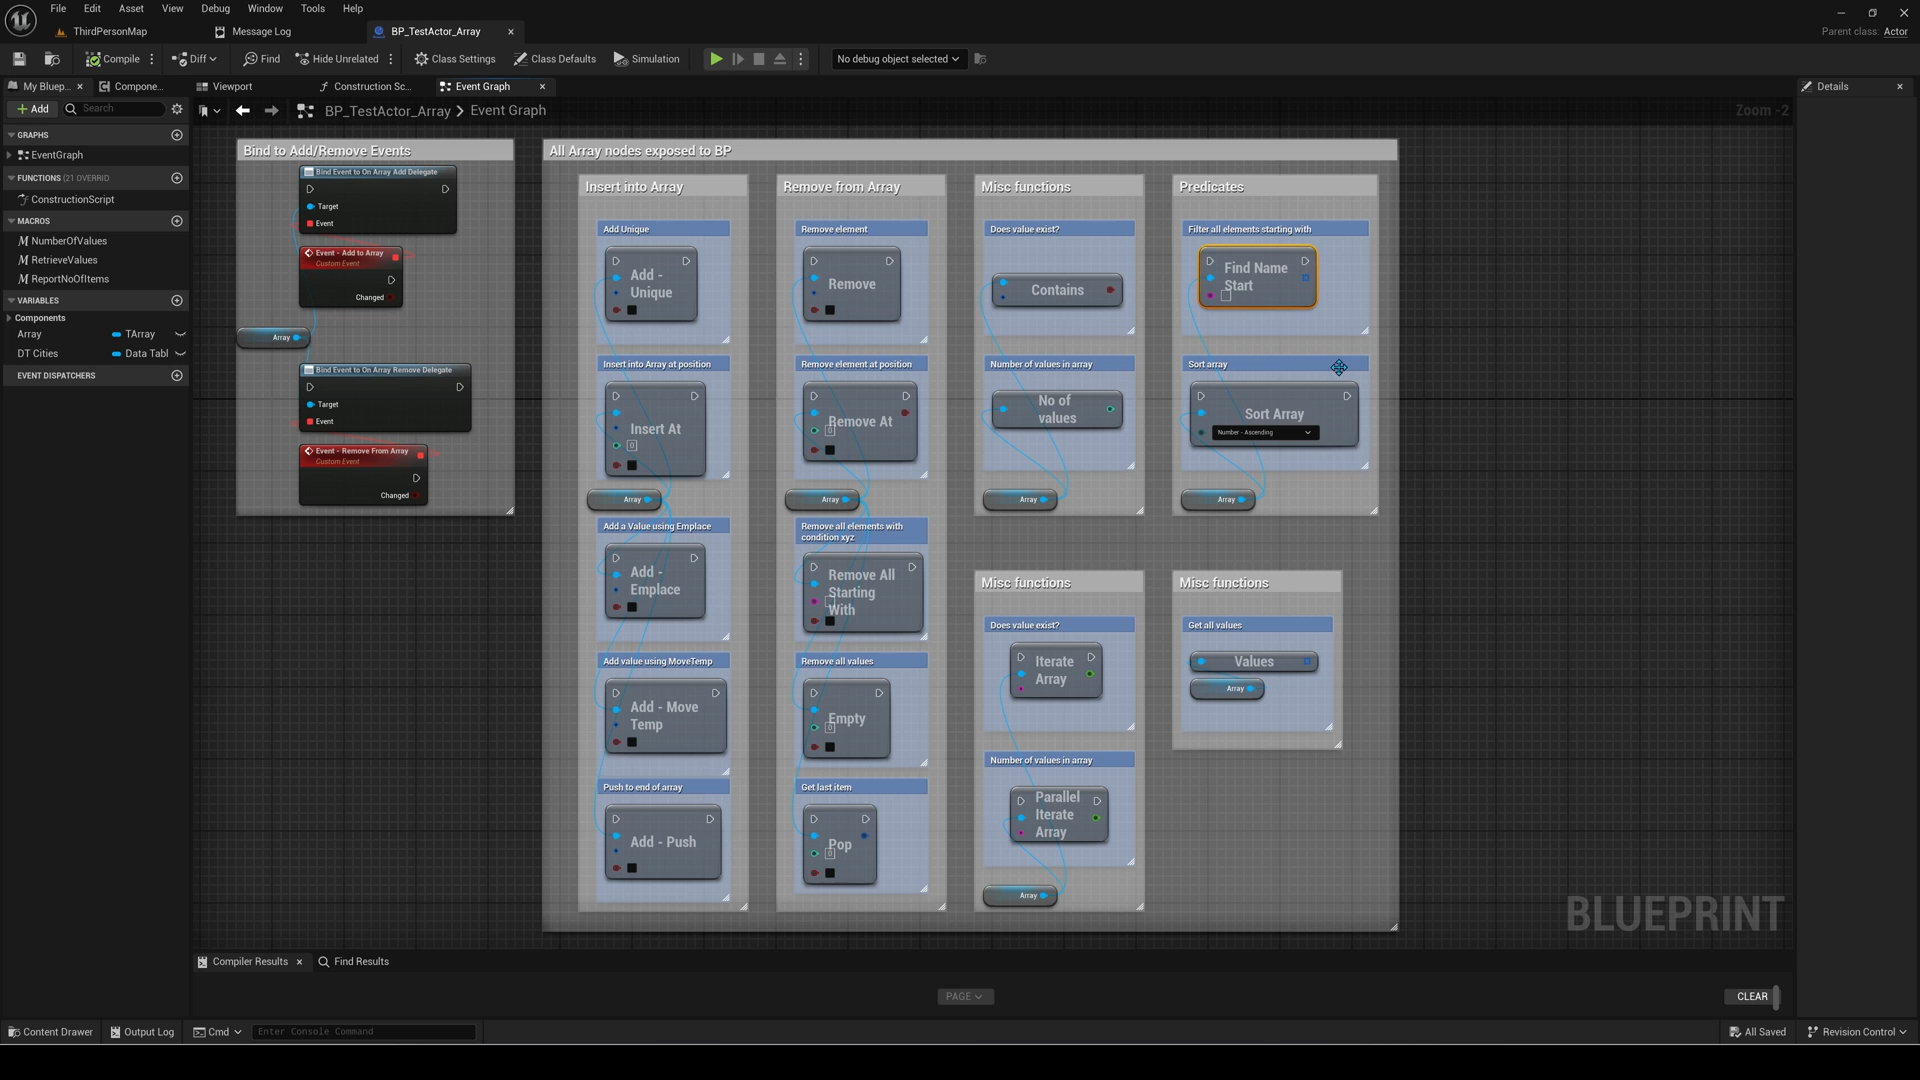 File Edit Asset View Debug Window Tools Help
ThirdPersonMap Message Log BP_TestActor_Array
Parent class: Actor
Compile Diff Find Hide Unrelated Class Settings Class Defaults Simulation No debug object selected
My Bluep... Compone... Viewport Construction Sc... Event Graph Details
Add Search
BP_TestActor_Array > Event Graph
Zoom -2
GRAPHS
EventGraph
FUNCTIONS (21 OVERRID
ConstructionScript
MACROS
NumberOfValues
RetrieveValues
ReportNoOfItems
VARIABLES
Components
Array TArray
DT Cities Data Tabl
EVENT DISPATCHERS
Bind to Add/Remove Events
Bind Event to On Array Add Delegate
Target
Event
Event - Add to Array
Custom Event
Changed
Array
Bind Event to On Array Remove Delegate
Target
Event
Event - Remove From Array
Custom Event
Changed
All Array nodes exposed to BP
Insert into Array
Add Unique
Add -
Unique
Insert into Array at position
Insert At
0
Array
Add a Value using Emplace
Add -
Emplace
Add value using MoveTemp
Add - Move
Temp
Push to end of array
Add - Push
Remove from Array
Remove element
Remove
Remove element at position
Remove At
0
Array
Remove all elements with
condition xyz
Remove All
Starting
With
Remove all values
Empty
0
Get last item
Pop
0
Misc functions
Does value exist?
Contains
Number of values in array
No of
values
Array
Predicates
Filter all elements starting with
Find Name
Start
Sort array
Sort Array
Number - Ascending
Array
Misc functions
Does value exist?
Iterate
Array
Number of values in array
Parallel
Iterate
Array
Array
Misc functions
Get all values
Values
Array
BLUEPRINT
Compiler Results Find Results
PAGE
CLEAR
Content Drawer Output Log Cmd Enter Console Command All Saved Revision Control